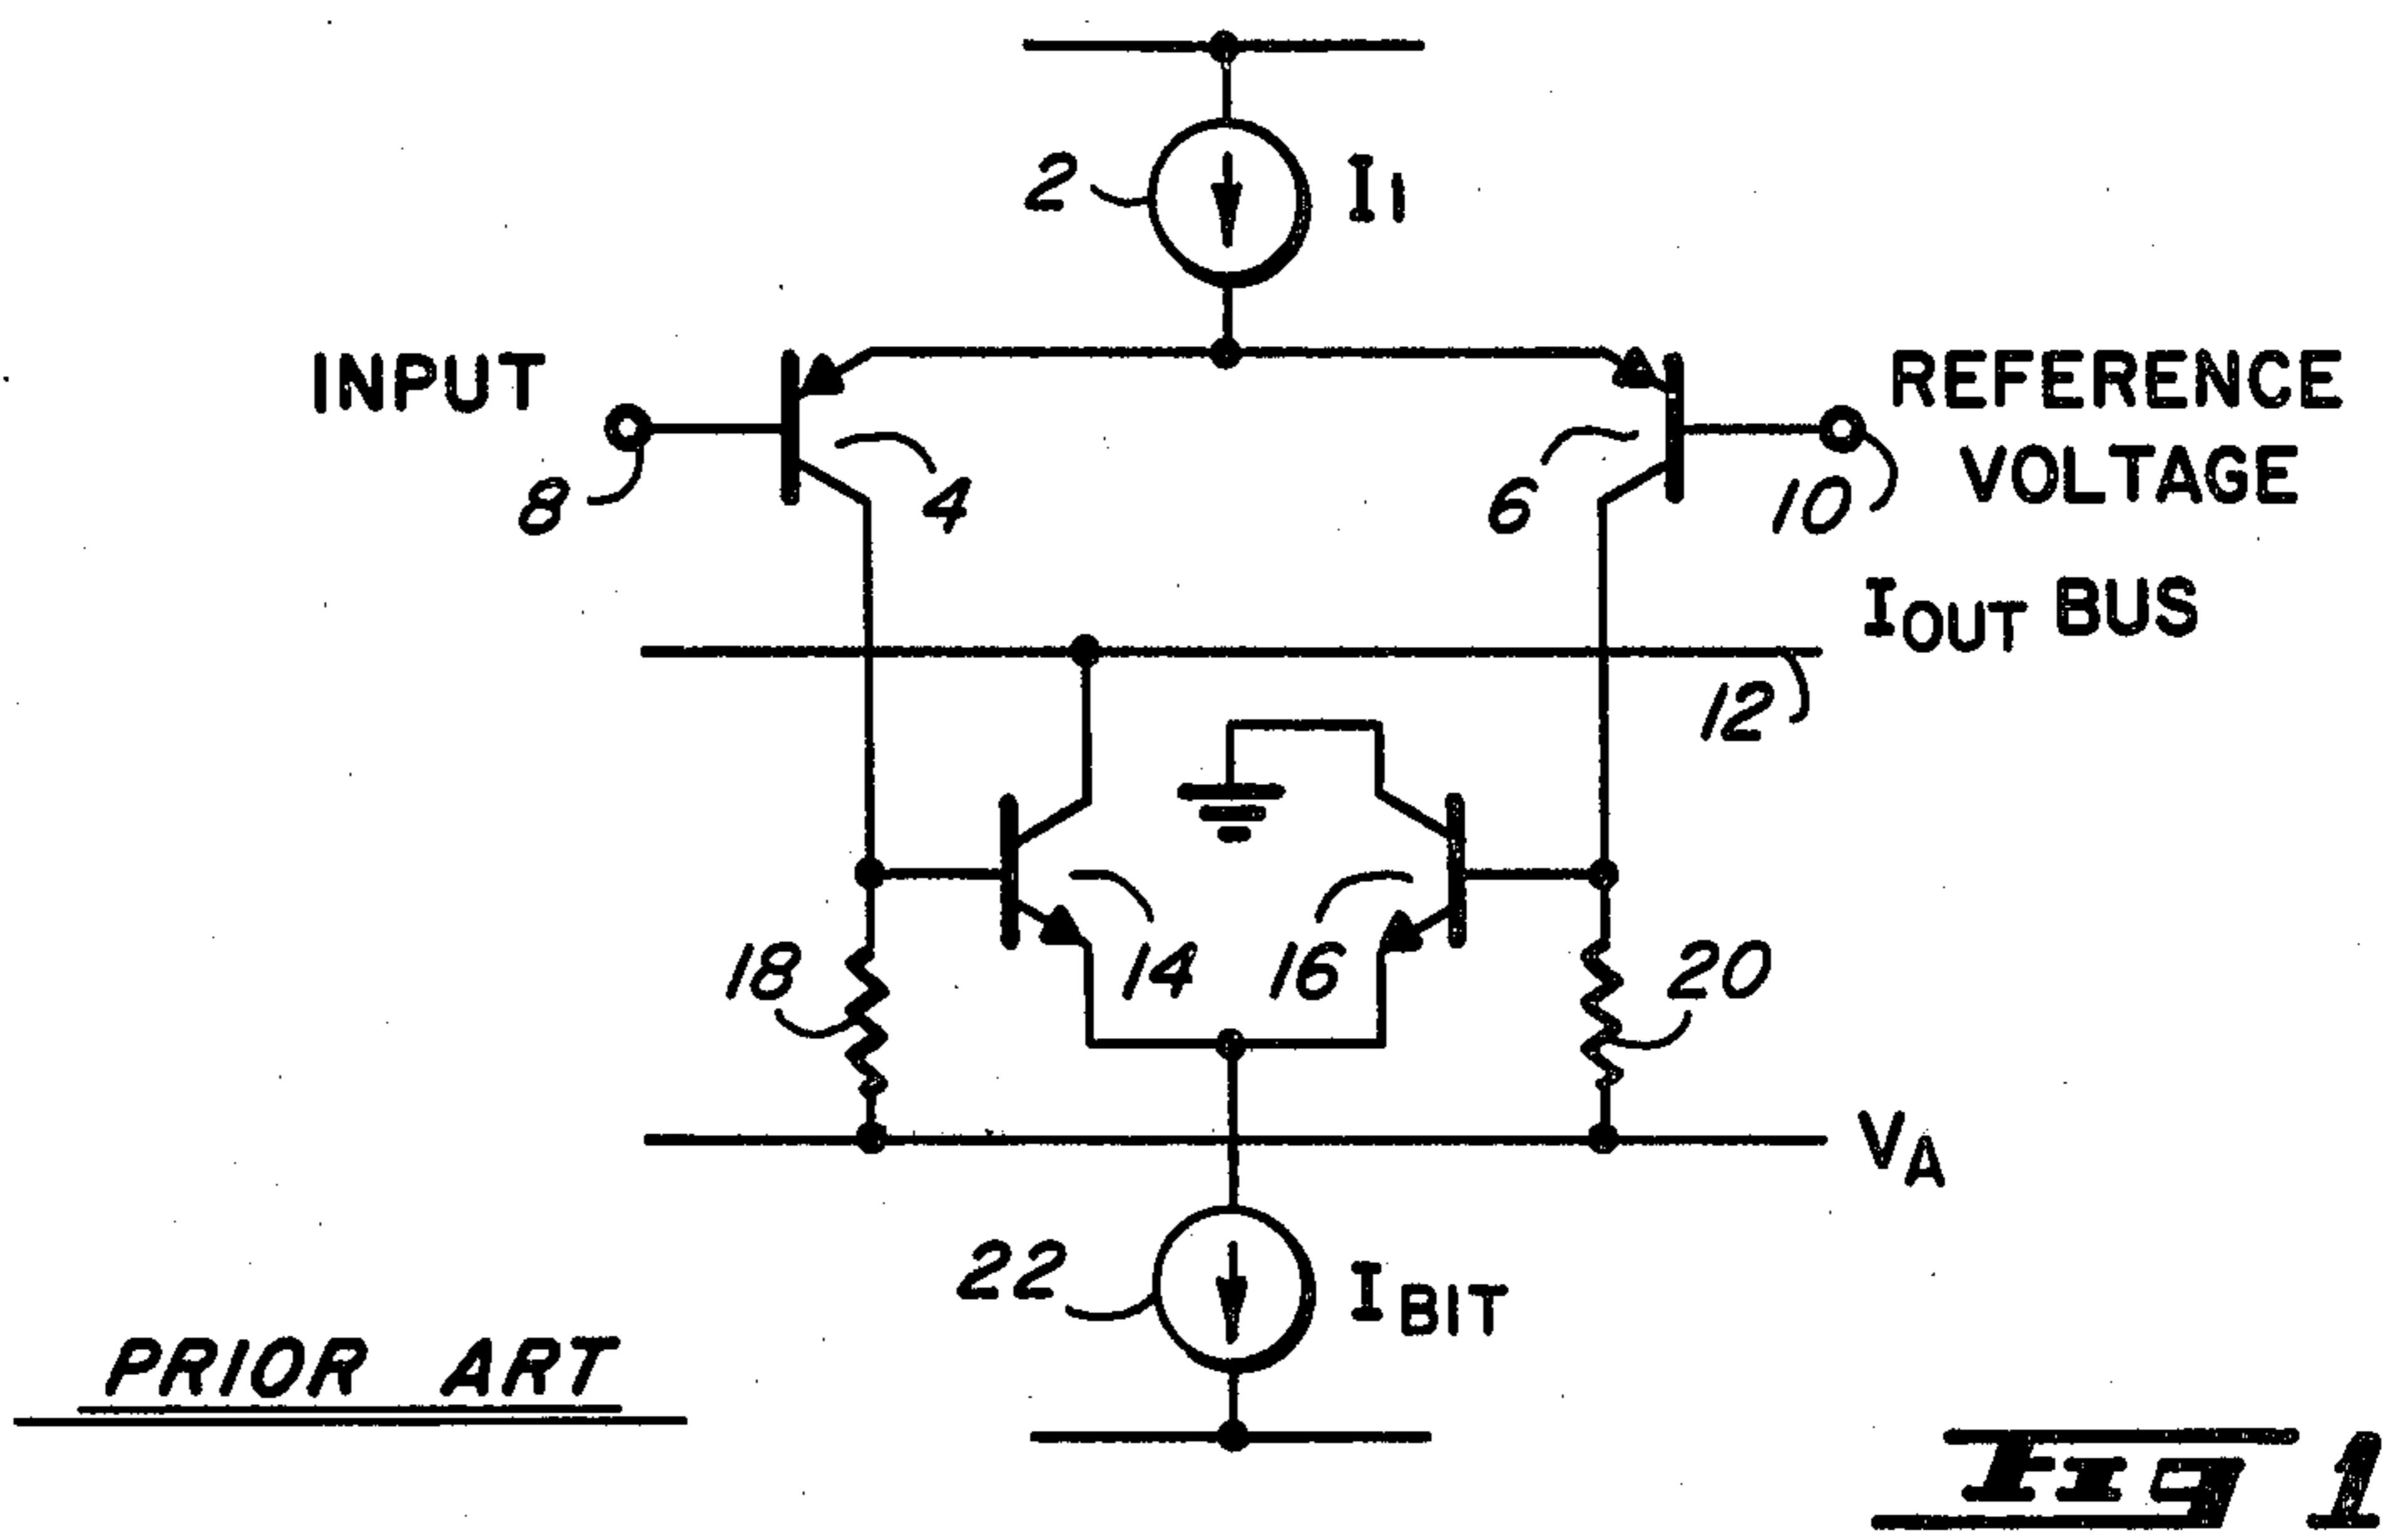 2 I1
INPUT
REFERENCE
VOLTAGE
8 4 6 10
IOUT BUS
12
18 14 16 20
VA
22 IBIT
PRIOR ART
Fig 1